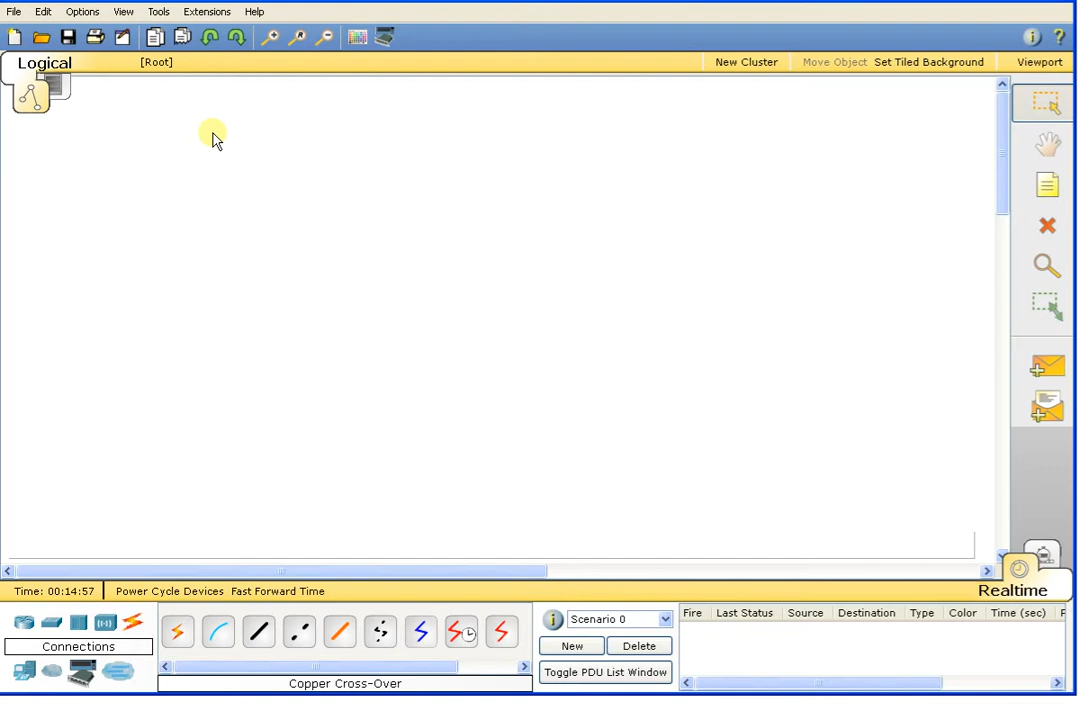 File Edit Options View Tools Extensions Help
Logical [Root] New Cluster Move Object Set Tiled Background Viewport
Time: 00:14:57 Power Cycle Devices Fast Forward Time Realtime
Fire Last Status Source Destination Type Color Time (sec)
Scenario 0
Connections
New Delete
Toggle PDU List Window
Copper Cross-Over